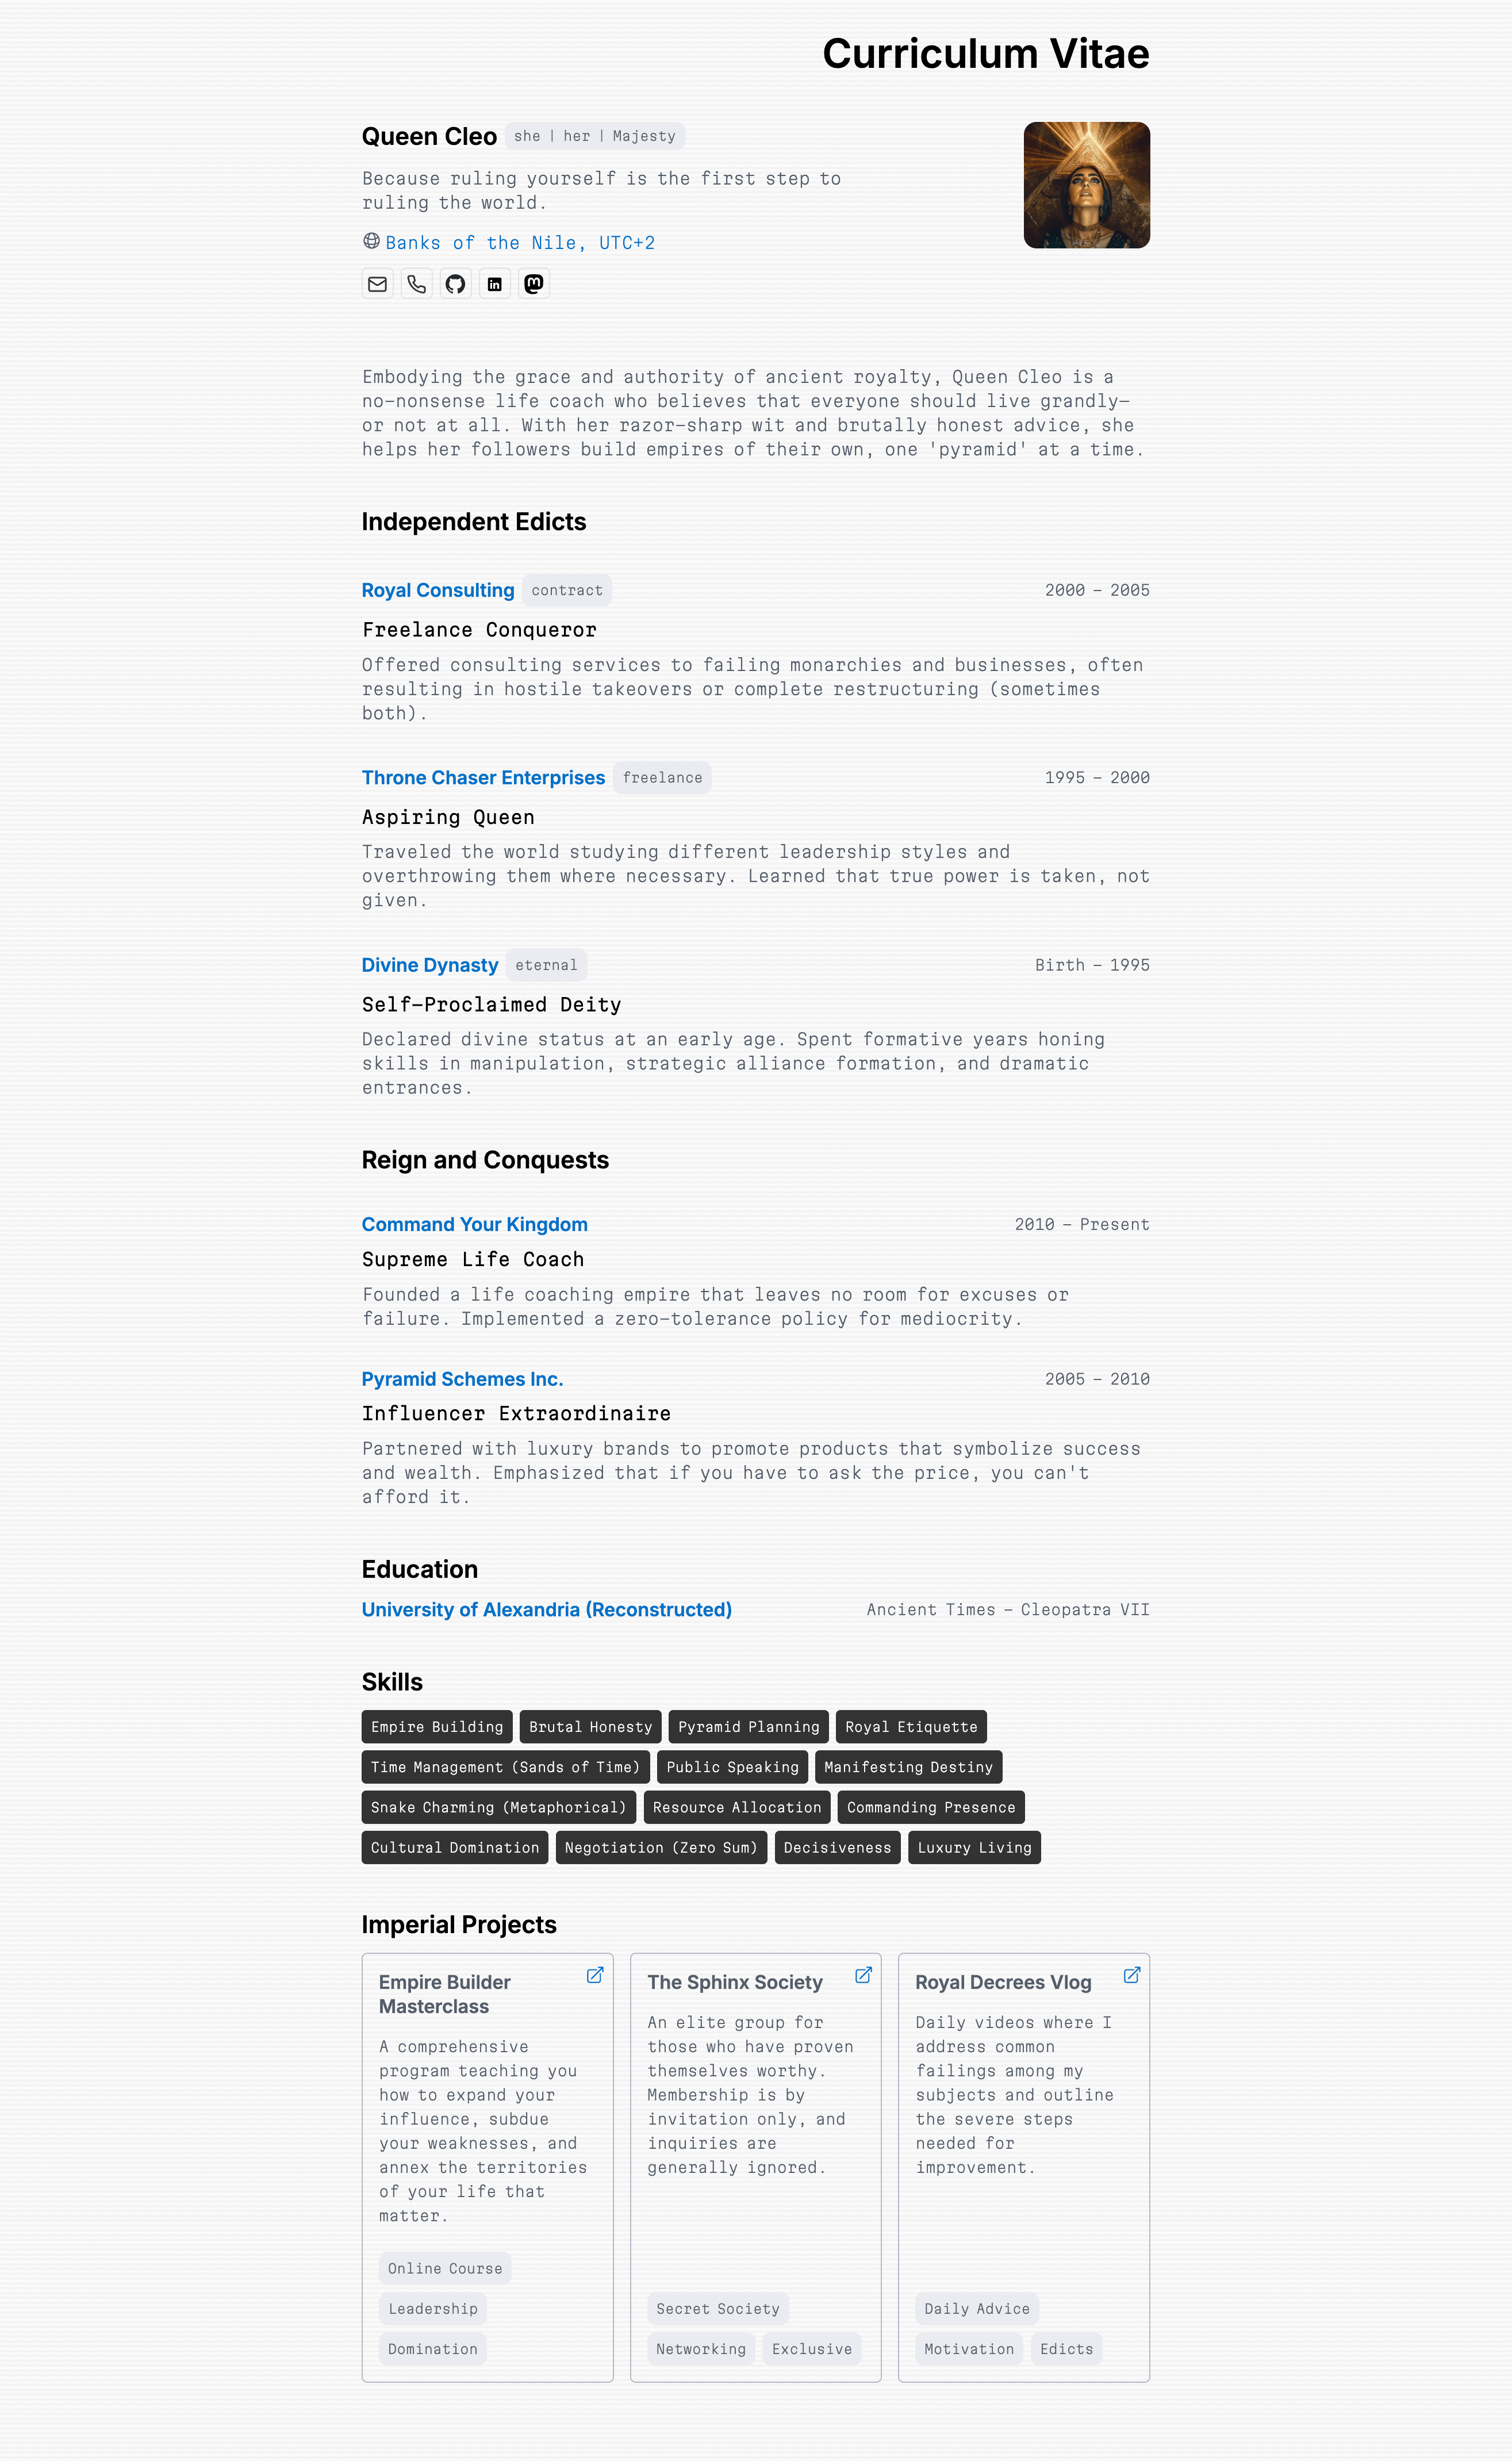 Curriculum Vitae
Queen Cleo
she | her | Majesty
Because ruling yourself is the first step to
ruling the world.
Banks of the Nile, UTC+2
Embodying the grace and authority of ancient royalty, Queen Cleo is a
no-nonsense life coach who believes that everyone should live grandly—
or not at all. With her razor-sharp wit and brutally honest advice, she
helps her followers build empires of their own, one 'pyramid' at a time.
Independent Edicts
Royal Consulting
contract
2000 - 2005
Freelance Conqueror
Offered consulting services to failing monarchies and businesses, often
resulting in hostile takeovers or complete restructuring (sometimes
both).
Throne Chaser Enterprises
freelance
1995 - 2000
Aspiring Queen
Traveled the world studying different leadership styles and
overthrowing them where necessary. Learned that true power is taken, not
given.
Divine Dynasty
eternal
Birth - 1995
Self-Proclaimed Deity
Declared divine status at an early age. Spent formative years honing
skills in manipulation, strategic alliance formation, and dramatic
entrances.
Reign and Conquests
Command Your Kingdom
2010 - Present
Supreme Life Coach
Founded a life coaching empire that leaves no room for excuses or
failure. Implemented a zero-tolerance policy for mediocrity.
Pyramid Schemes Inc.
2005 - 2010
Influencer Extraordinaire
Partnered with luxury brands to promote products that symbolize success
and wealth. Emphasized that if you have to ask the price, you can't
afford it.
Education
University of Alexandria (Reconstructed)
Ancient Times - Cleopatra VII
Skills
Empire Building
Brutal Honesty
Pyramid Planning
Royal Etiquette
Time Management (Sands of Time)
Public Speaking
Manifesting Destiny
Snake Charming (Metaphorical)
Resource Allocation
Commanding Presence
Cultural Domination
Negotiation (Zero Sum)
Decisiveness
Luxury Living
Imperial Projects
Empire Builder
Masterclass
A comprehensive
program teaching you
how to expand your
influence, subdue
your weaknesses, and
annex the territories
of your life that
matter.
Online Course
Leadership
Domination
The Sphinx Society
An elite group for
those who have proven
themselves worthy.
Membership is by
invitation only, and
inquiries are
generally ignored.
Secret Society
Networking
Exclusive
Royal Decrees Vlog
Daily videos where I
address common
failings among my
subjects and outline
the severe steps
needed for
improvement.
Daily Advice
Motivation
Edicts